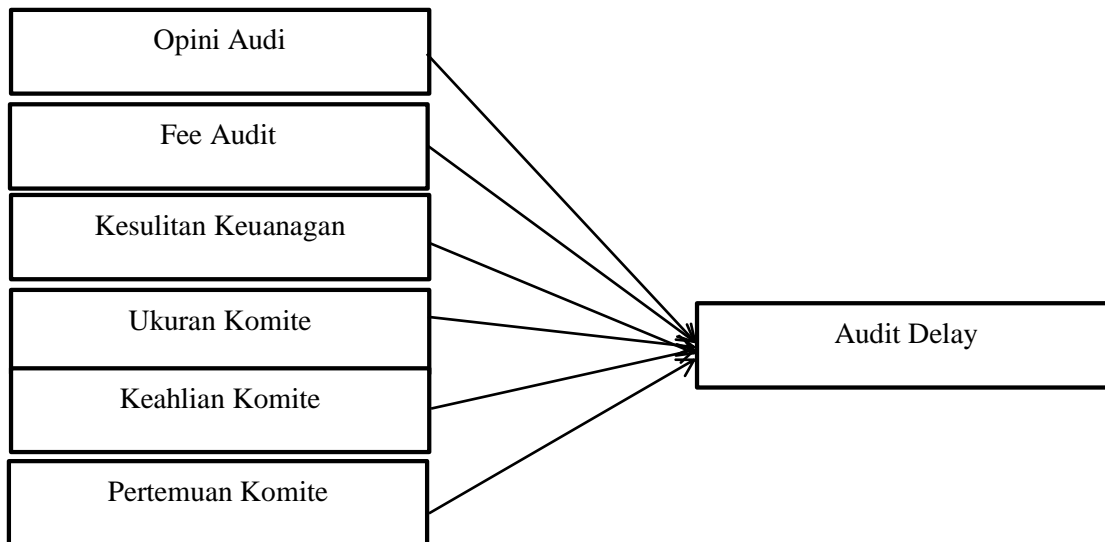 Opini Audi
Fee Audit
Kesulitan Keuanagan
Ukuran Komite
Audit Delay
Keahlian Komite
Pertemuan Komite